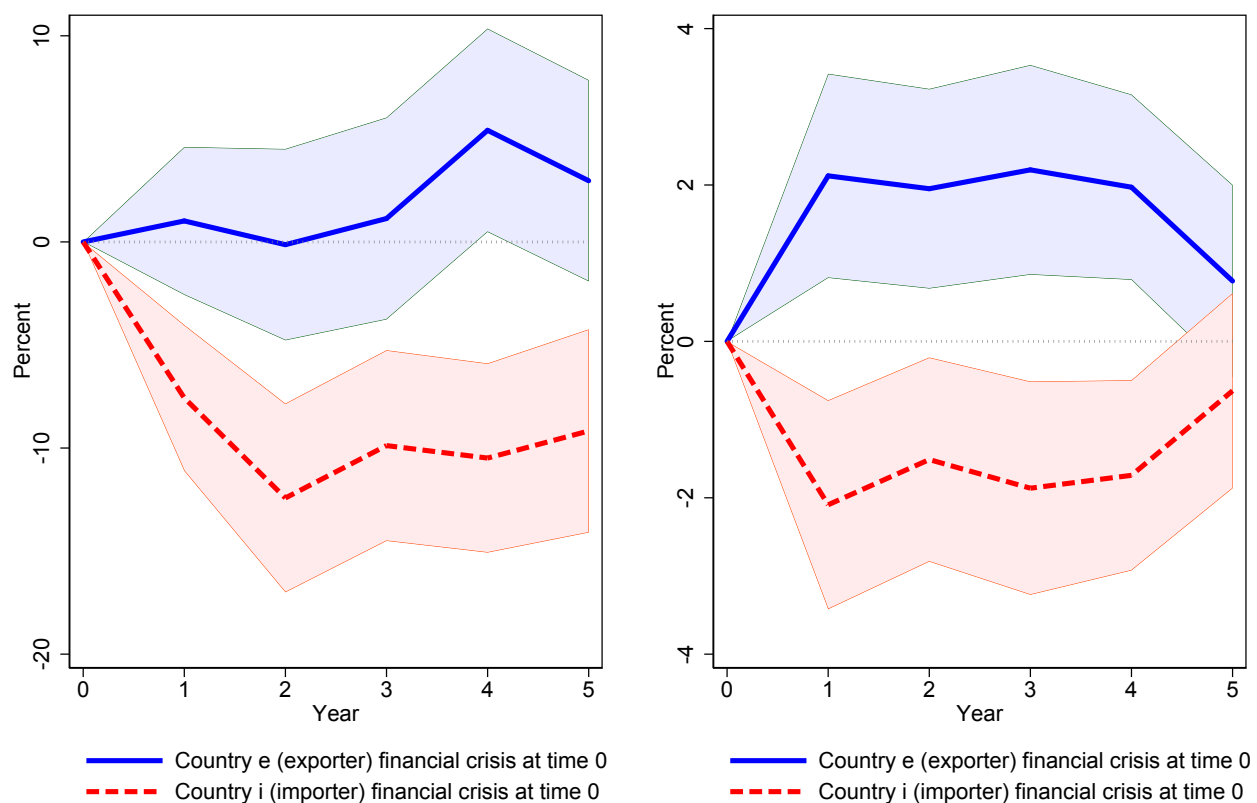 10
0
-10
-20
Percent
0 1 2 3 4 5
Year
Country e (exporter) financial crisis at time 0
Country i (importer) financial crisis at time 0
4
2
0
-2
-4
Percent
0 1 2 3 4 5
Year
Country e (exporter) financial crisis at time 0
Country i (importer) financial crisis at time 0